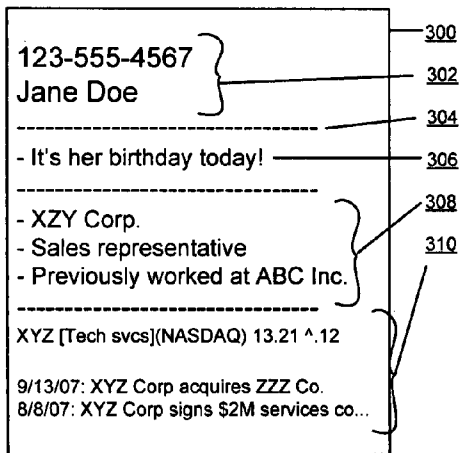 123-555-4567
Jane Doe
--------------------------------
- It's her birthday today!
--------------------------------
- XZY Corp.
- Sales representative
- Previously worked at ABC Inc.
--------------------------------
XYZ [Tech svcs](NASDAQ) 13.21 ^.12
9/13/07: XYZ Corp acquires ZZZ Co.
8/8/07: XYZ Corp signs $2M services co...
300
302
304
306
308
310